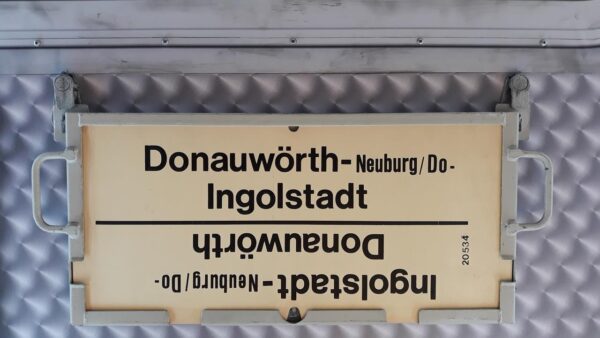 Donauwörth-Neuburg/Do-
Ingolstadt
Ingolstadt-Neuburg/Do-
Donauwörth
20534